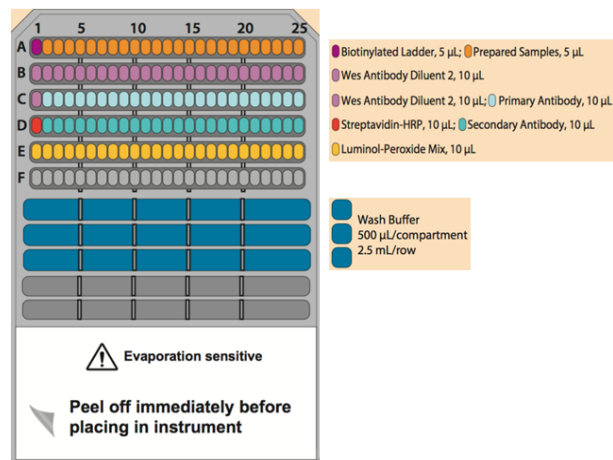 1 5 10 15 20 25
A
Biotinylated Ladder, 5 µL; Prepared Samples, 5 µL
B
Wes Antibody Diluent 2, 10 µL
C
Wes Antibody Diluent 2, 10 µL; Primary Antibody, 10 µL
D
Streptavidin-HRP, 10 µL; Secondary Antibody, 10 µL
E
Luminol-Peroxide Mix, 10 µL
F
Wash Buffer
500 µL/compartment
2.5 mL/row
Evaporation sensitive
Peel off immediately before
placing in instrument